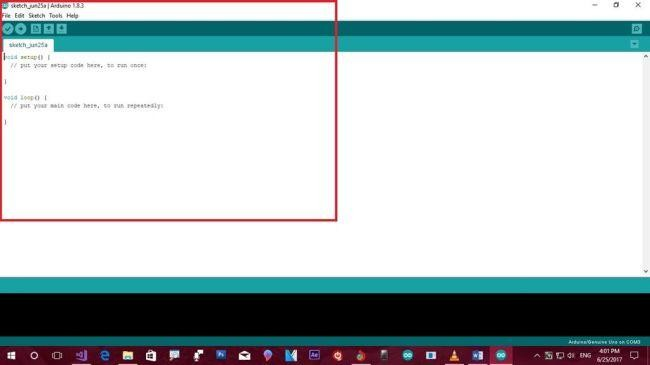 sketch_jun25a | Arduino 1.8.3
File Edit Sketch Tools Help
sketch_jun25a
void setup() {
// put your setup code here, to run once:
}
void loop() {
// put your main code here, to run repeatedly:
}
Arduino/Genuino Uno on COM3
Ps
Ae
ENG
4:01 PM
6/25/2017